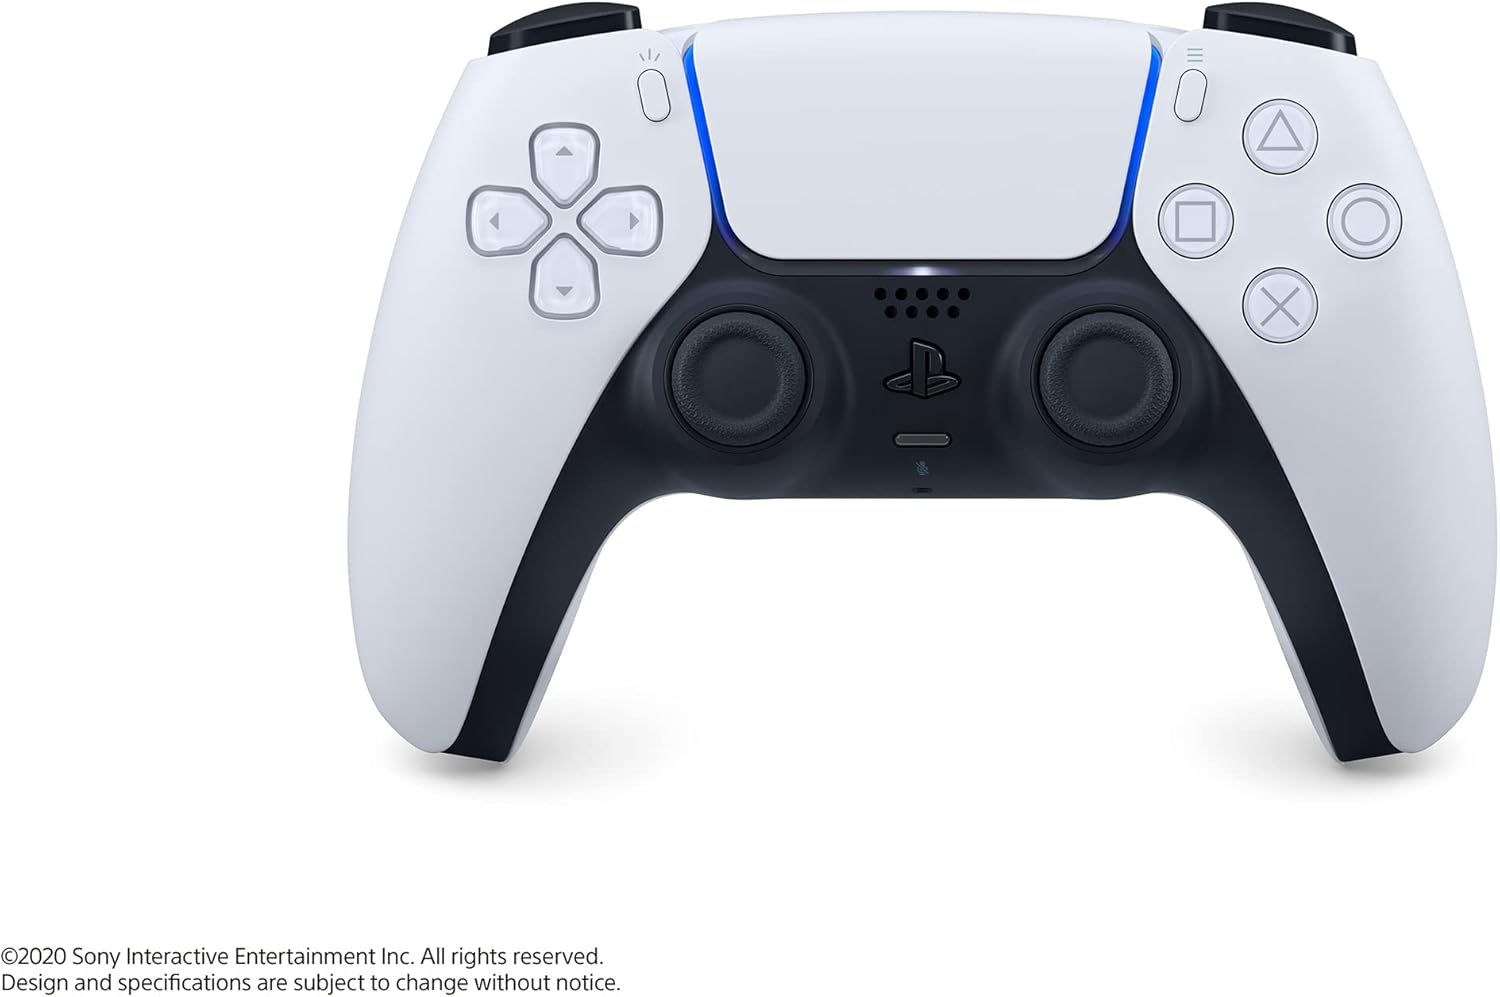 ©2020 Sony Interactive Entertainment Inc. All rights reserved.
Design and specifications are subject to change without notice.